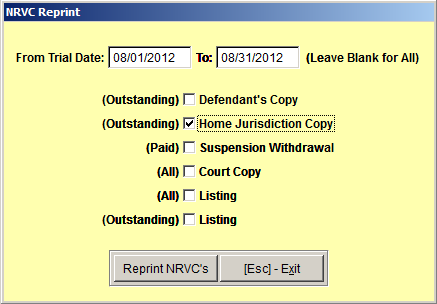 NRVC Reprint
From Trial Date: 08/01/2012 To: 08/31/2012 (Leave Blank for All)
(Outstanding) Defendant's Copy
(Outstanding) Home Jurisdiction Copy
(Paid) Suspension Withdrawal
(All) Court Copy
(All) Listing
(Outstanding) Listing
Reprint NRVC's [Esc] - Exit